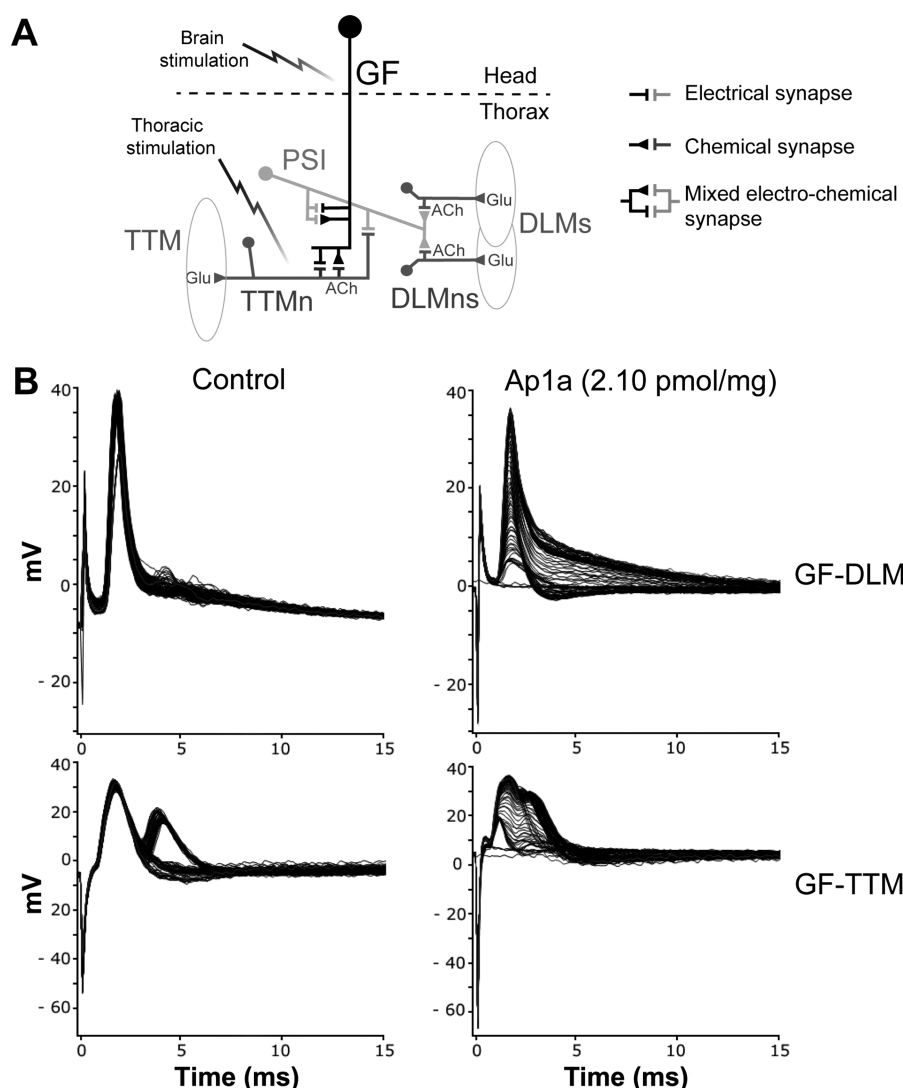 A
Brain
stimulation
GF
Head
Thorax
Electrical synapse
Thoracic
stimulation
Chemical synapse
PSI
Mixed electro-chemical
synapse
ACh
Glu
TTM
DLMs
ACh
Glu
Glu
ACh
TTMn
DLMns
B
Control
Ap1a (2.10 pmol/mg)
40
20
0
- 20
mV
0
5
10
15
40
20
0
- 20
0
5
10
15
GF-DLM
40
20
0
- 20
- 40
- 60
mV
0
5
10
15
Time (ms)
40
20
0
- 20
- 40
- 60
0
5
10
15
Time (ms)
GF-TTM